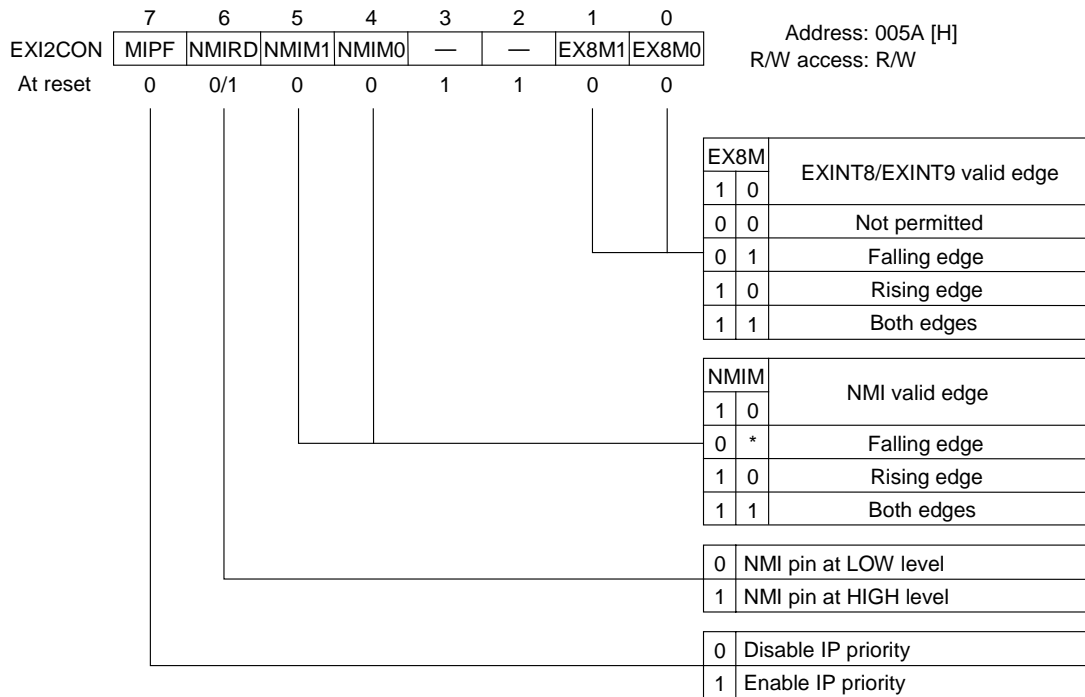 7 6 5 4 3 2 1 0
EXI2CON MIPF NMIRD NMIM1 NMIM0 — — EX8M1 EX8M0
At reset 0 0/1 0 0 1 1 0 0
Address: 005A [H]
R/W access: R/W
EX8M EXINT8/EXINT9 valid edge
1 0
0 0 Not permitted
0 1 Falling edge
1 0 Rising edge
1 1 Both edges
NMIM NMI valid edge
1 0
0 * Falling edge
1 0 Rising edge
1 1 Both edges
0 NMI pin at LOW level
1 NMI pin at HIGH level
0 Disable IP priority
1 Enable IP priority